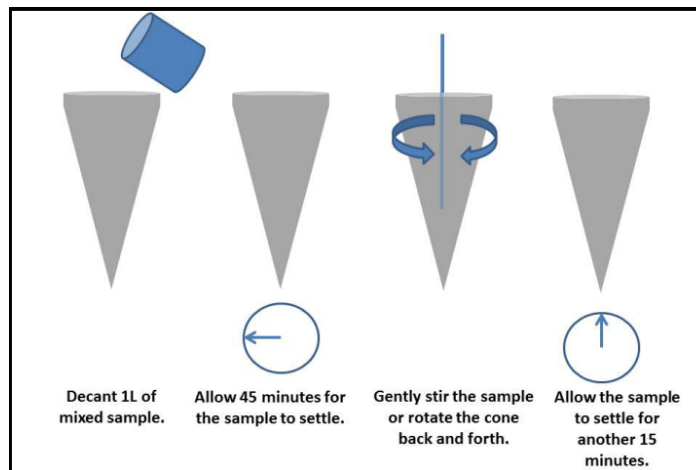 Decant 1L of
mixed sample.
Allow 45 minutes for
the sample to settle.
Gently stir the sample
or rotate the cone
back and forth.
Allow the sample
to settle for
another 15
minutes.